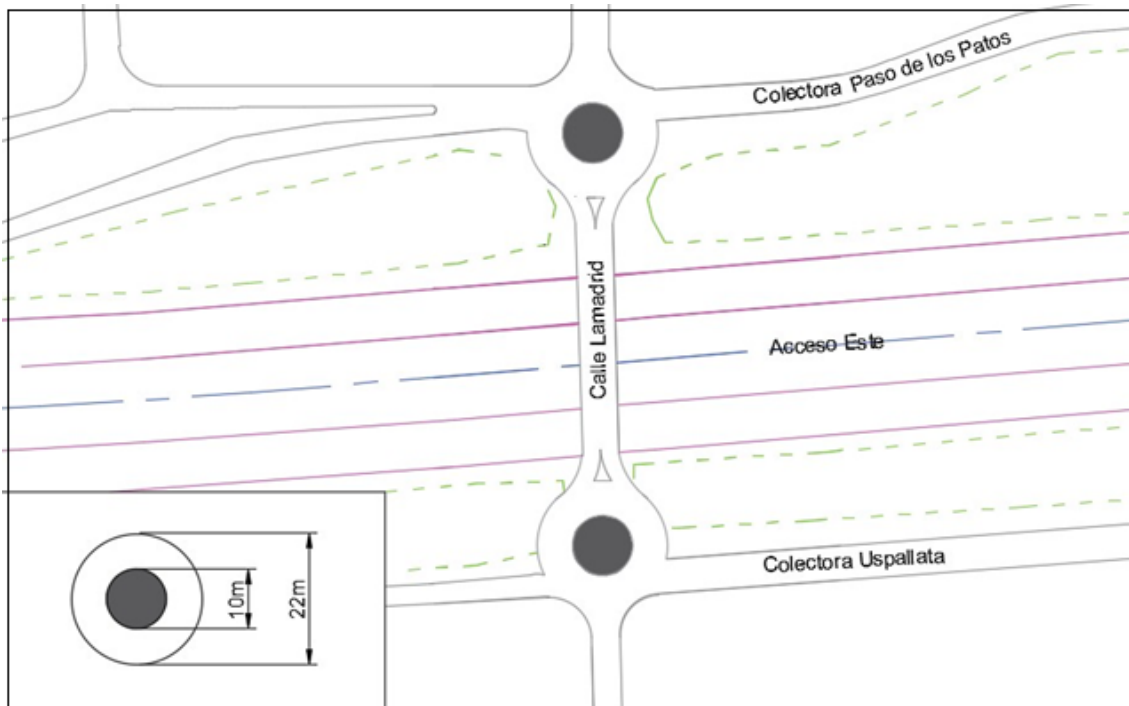 Colectora Paso de los Patos
Calle Lamadrid
Acceso Este
Colectora Uspallata
10m
22m